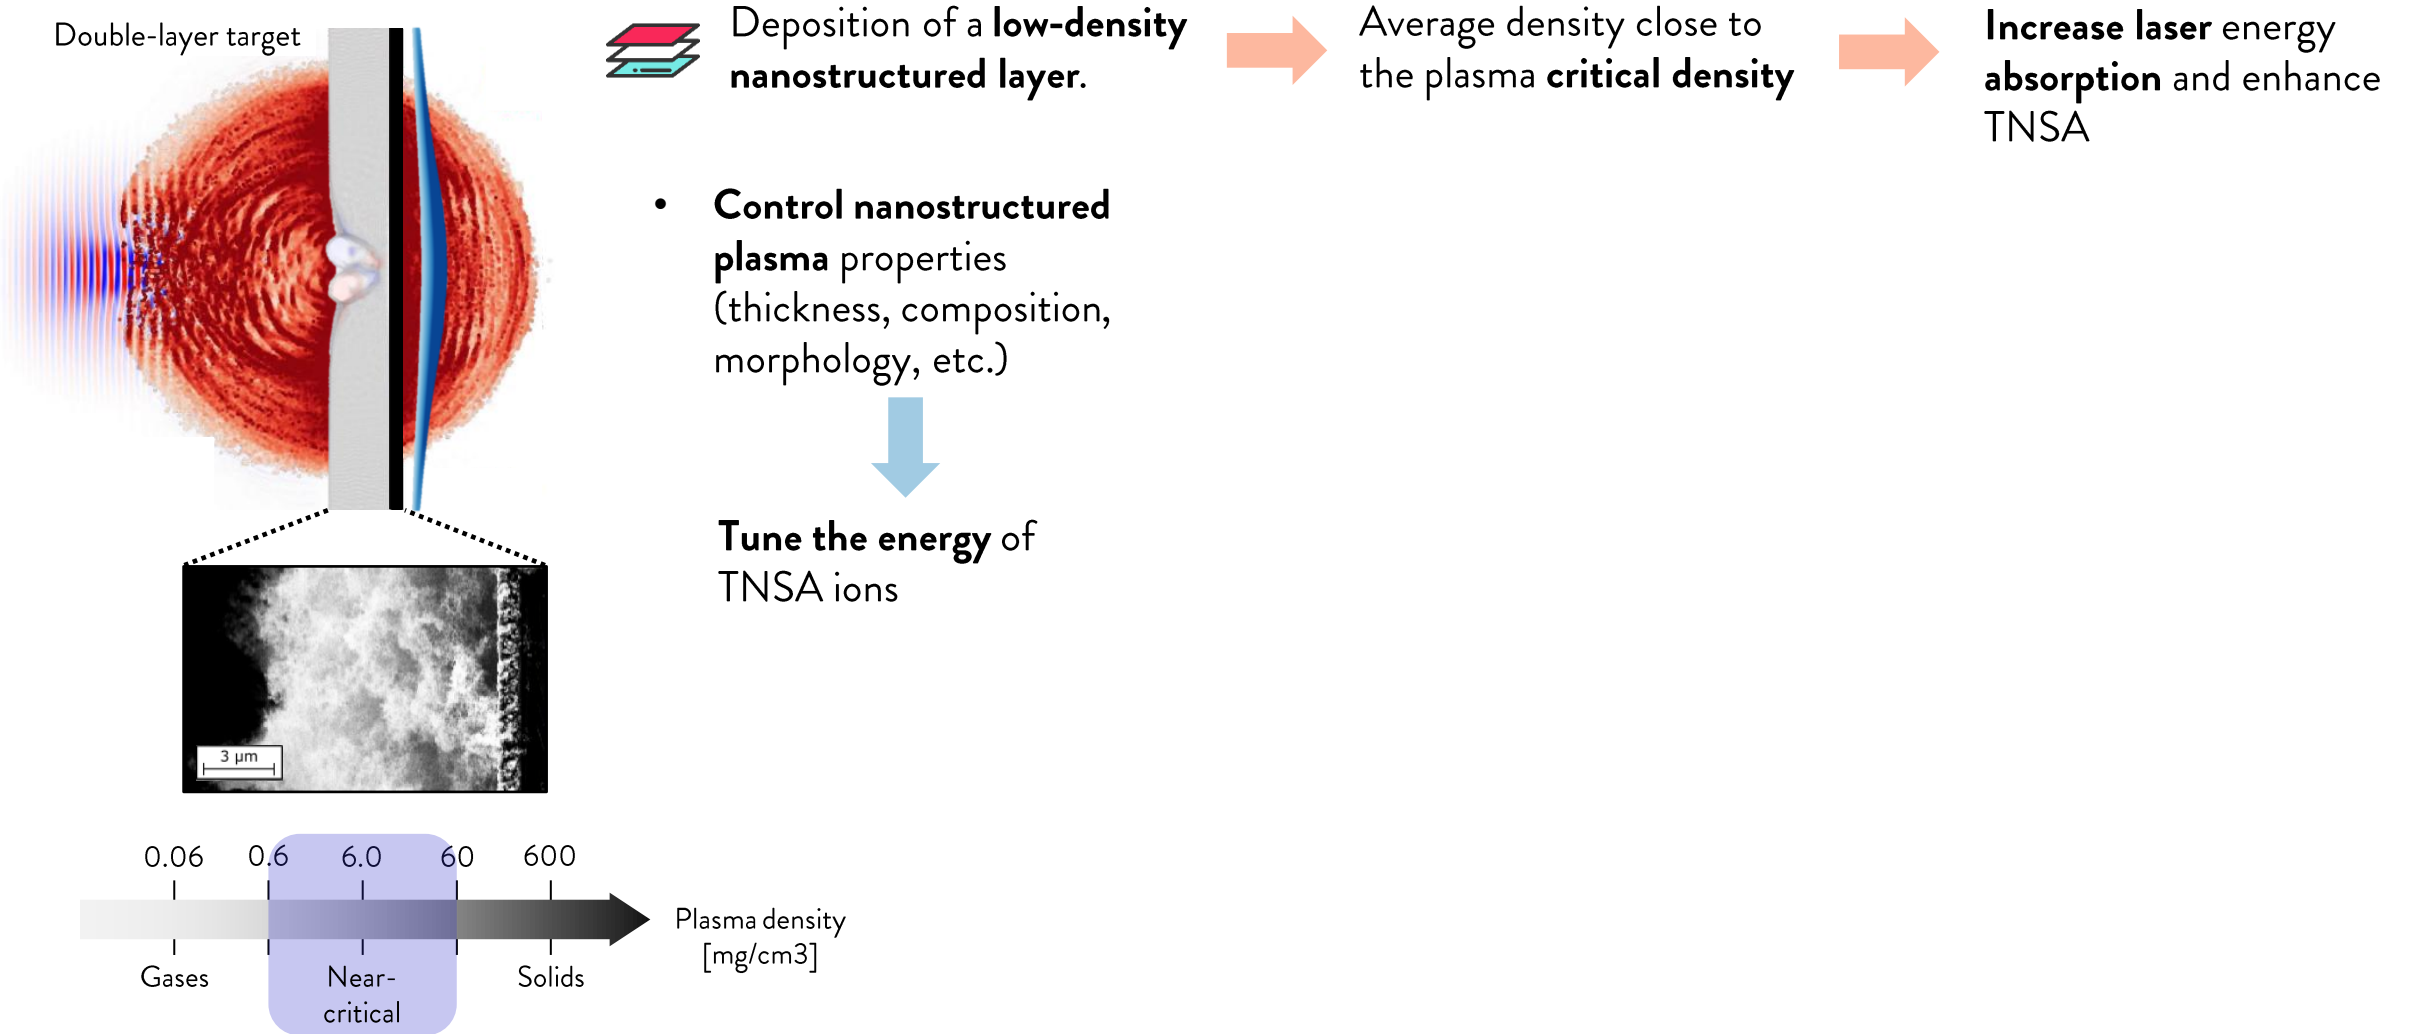 Double-layer target
Deposition of a low-density
nanostructured layer.
Average density close to
the plasma critical density
Increase laser energy
absorption and enhance
TNSA
• Control nanostructured
plasma properties
(thickness, composition,
morphology, etc.)
Tune the energy of
TNSA ions
3 µm
0.06 0.6 6.0 60 600
Plasma density
[mg/cm3]
Gases Near- Solids
critical